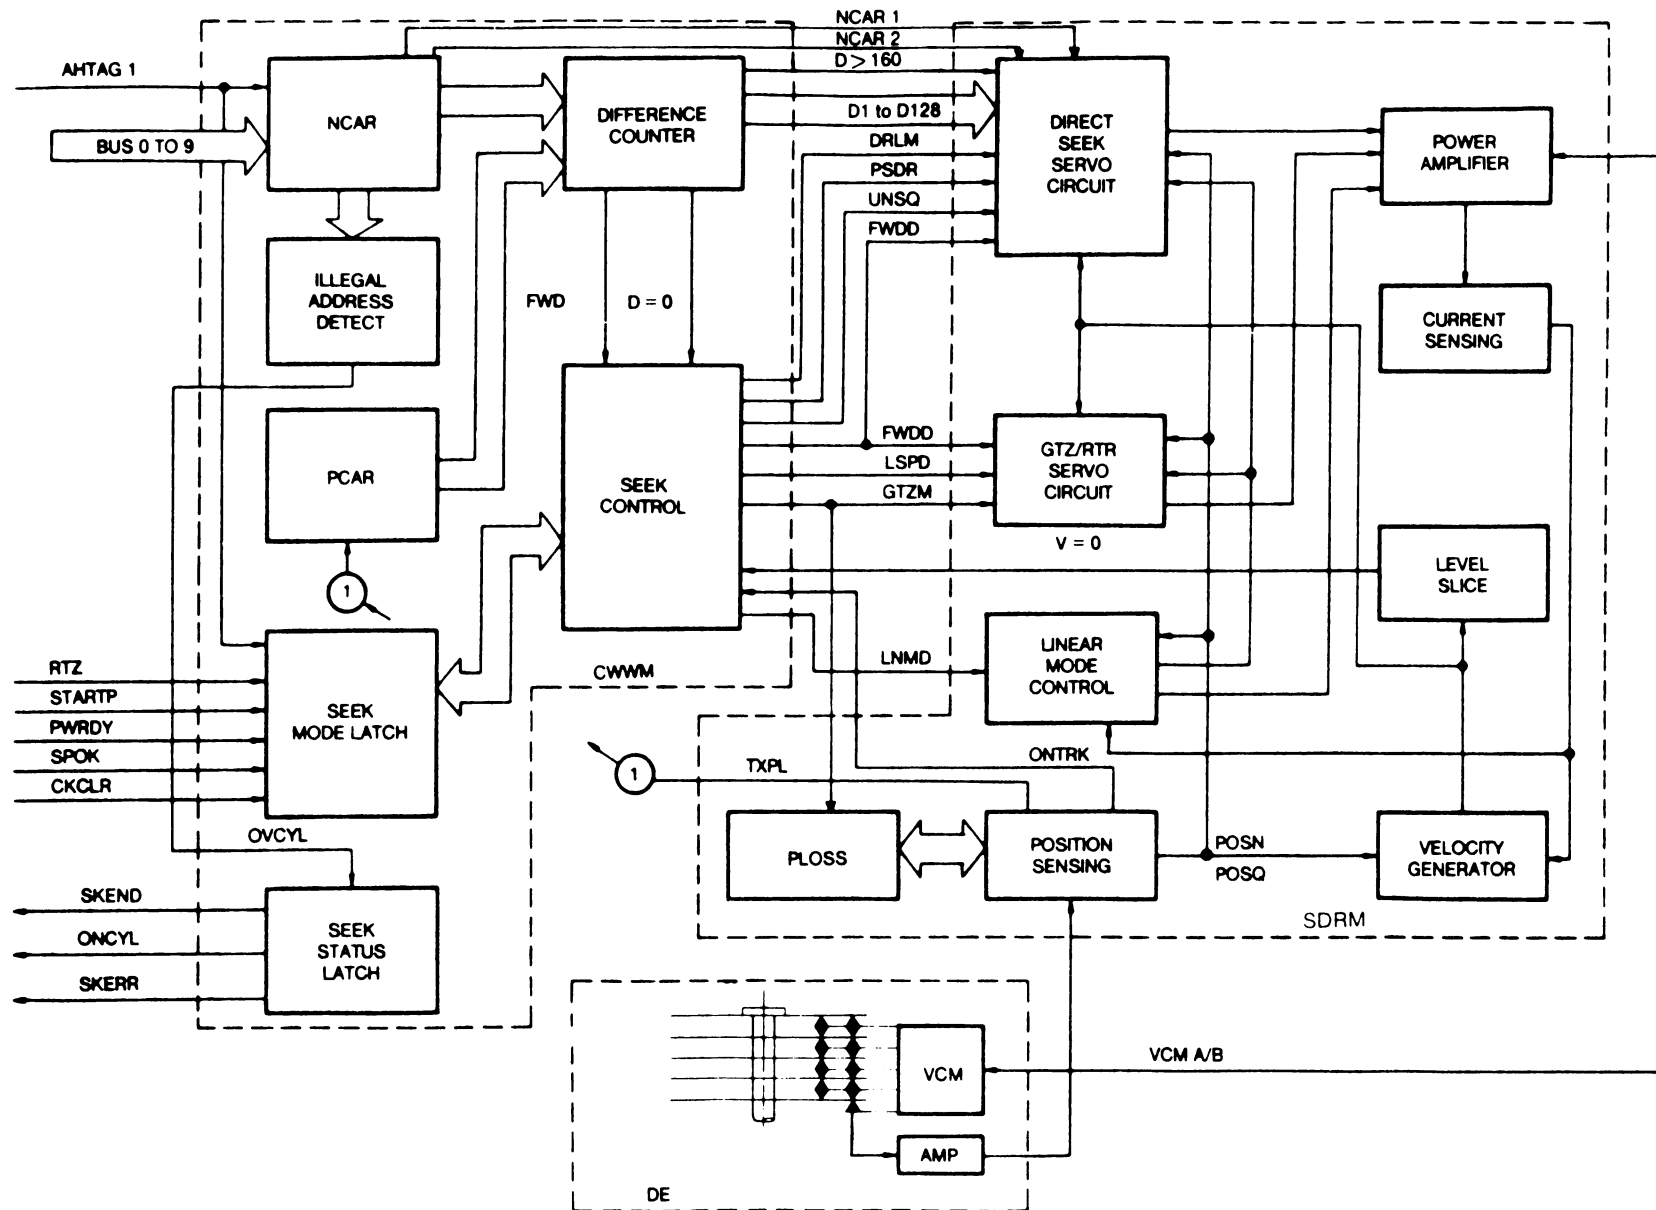 NCAR 1
NCAR 2
D > 160
AHTAG 1
NCAR
DIFFERENCE
COUNTER
D1 to D128
DIRECT
SEEK
SERVO
CIRCUIT
POWER
AMPLIFIER
BUS 0 TO 9
DRLM
PSDR
UNSQ
FWDD
ILLEGAL
ADDRESS
DETECT
FWD
D = 0
CURRENT
SENSING
PCAR
SEEK
CONTROL
FWDD
LSPD
GTZM
GTZ/RTR
SERVO
CIRCUIT
V = 0
LEVEL
SLICE
1
RTZ
STARTP
PWRDY
SPOK
CKCLR
SEEK
MODE LATCH
CWWM
LNMD
LINEAR
MODE
CONTROL
1
TXPL
ONTRK
OVCYL
PLOSS
POSITION
SENSING
POSN
POSQ
VELOCITY
GENERATOR
SKEND
ONCYL
SKERR
SEEK
STATUS
LATCH
SDRM
VCM
VCM A/B
AMP
DE